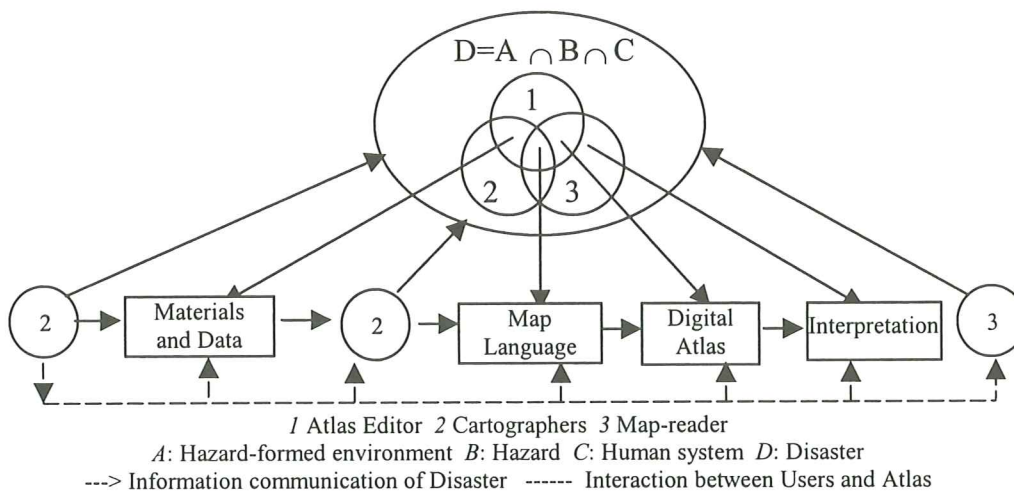 D=A ∩ B ∩ C
1
2 3
2 Materials and Data 2 Map Language Digital Atlas Interpretation 3
1 Atlas Editor 2 Cartographers 3 Map-reader
A: Hazard-formed environment B: Hazard C: Human system D: Disaster
---> Information communication of Disaster ------ Interaction between Users and Atlas